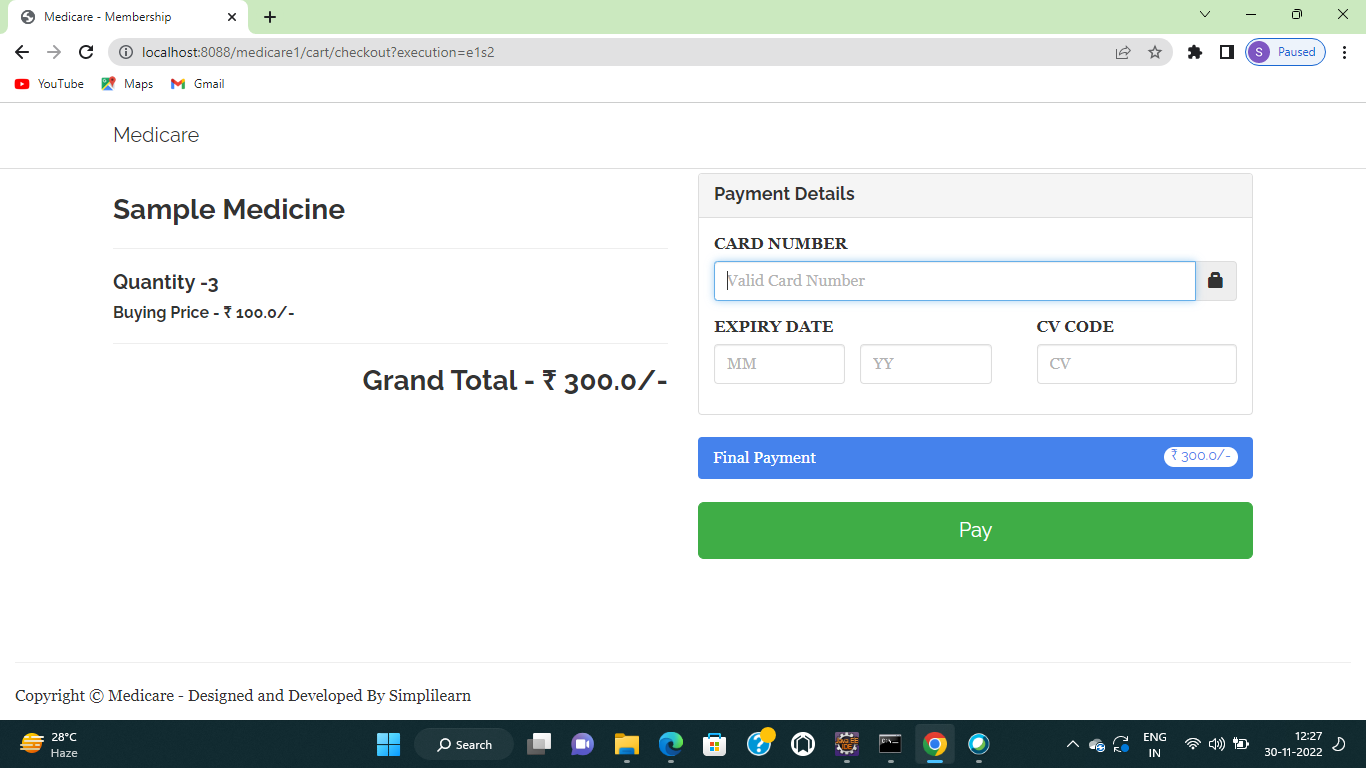 Medicare - Membership
localhost:8088/medicare1/cart/checkout?execution=e1s2
S Paused
YouTube Maps Gmail
Medicare
Sample Medicine
Quantity -3
Buying Price - ₹ 100.0/-
Grand Total - ₹ 300.0/-
Payment Details
CARD NUMBER
Valid Card Number
EXPIRY DATE CV CODE
MM YY CV
Final Payment ₹ 300.0/-
Pay
Copyright © Medicare - Designed and Developed By Simplilearn
28°C
Haze
Search
ENG
IN
12:27
30-11-2022